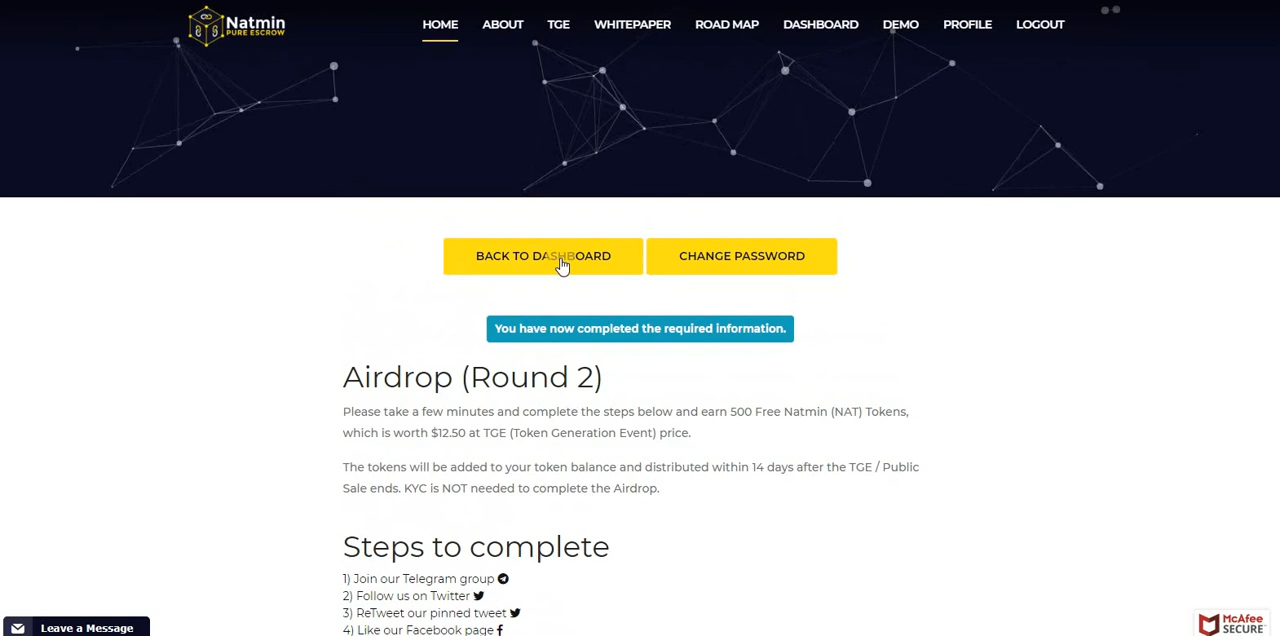 Natmin
PURE ESCROW
HOME ABOUT TGE WHITEPAPER ROAD MAP DASHBOARD DEMO PROFILE LOGOUT
BACK TO DASHBOARD CHANGE PASSWORD
You have now completed the required information.
Airdrop (Round 2)
Please take a few minutes and complete the steps below and earn 500 Free Natmin (NAT) Tokens,
which is worth $12.50 at TGE (Token Generation Event) price.
The tokens will be added to your token balance and distributed within 14 days after the TGE / Public
Sale ends. KYC is NOT needed to complete the Airdrop.
Steps to complete
1) Join our Telegram group
2) Follow us on Twitter
3) ReTweet our pinned tweet
4) Like our Facebook page
Leave a Message
McAfee
SECURE